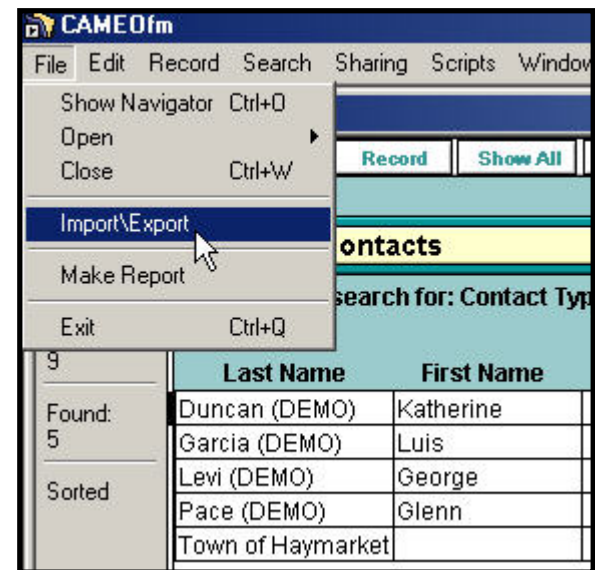 CAMEOfm
File Edit Record Search Sharing Scripts Window
Show Navigator Ctrl+O
Open
Close Ctrl+W
Record Show All
Import\Export
ontacts
Make Report
search for: Contact Typ
Exit Ctrl+Q
9
Last Name First Name
Found:
5
Sorted
Duncan (DEMO) Katherine
Garcia (DEMO) Luis
Levi (DEMO) George
Pace (DEMO) Glenn
Town of Haymarket